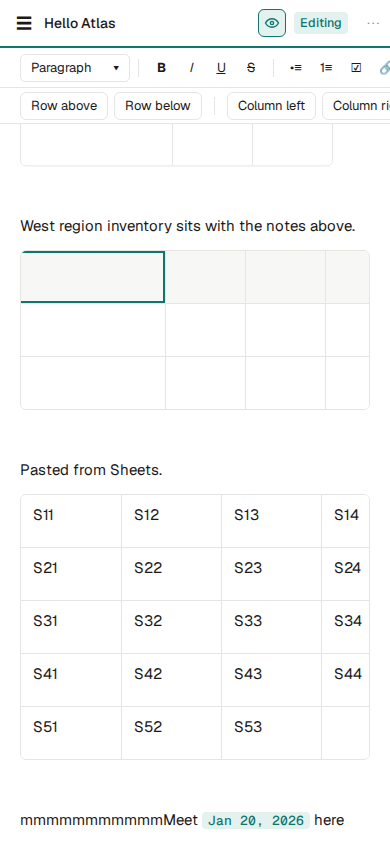 Hello Atlas
Editing
Paragraph B I U S 1
Row above Row below Column left Column ri
West region inventory sits with the notes above.
Pasted from Sheets.
S11 S12 S13 S14
S21 S22 S23 S24
S31 S32 S33 S34
S41 S42 S43 S44
S51 S52 S53
mmmmmmmmmmmMeet Jan 20, 2026 here